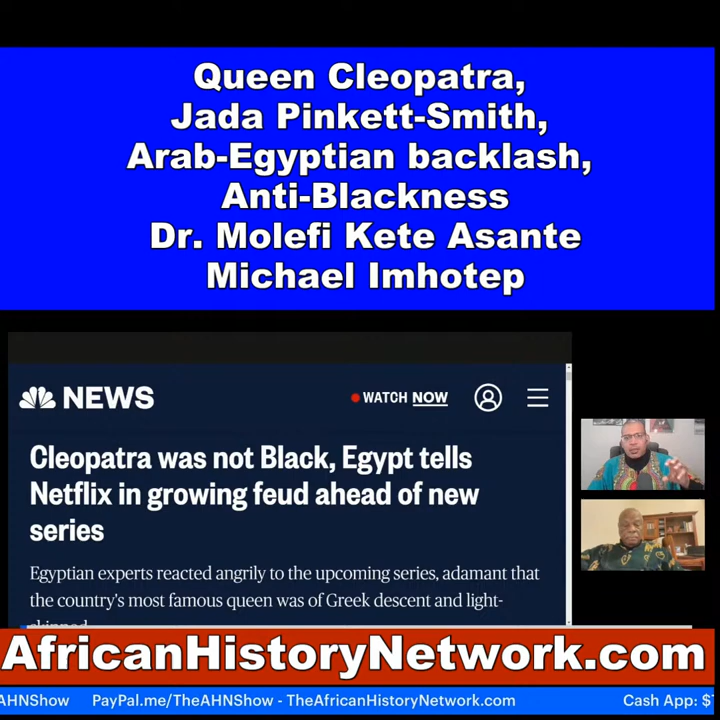 Queen Cleopatra,
Jada Pinkett-Smith,
Arab-Egyptian backlash,
Anti-Blackness
Dr. Molefi Kete Asante
Michael Imhotep
NEWS
WATCH NOW
Cleopatra was not Black, Egypt tells
Netflix in growing feud ahead of new
series
Egyptian experts reacted angrily to the upcoming series, adamant that
the country's most famous queen was of Greek descent and light-
skinned
AfricanHistoryNetwork.com
AHNShow PayPal.me/TheAHNShow - TheAfricanHistoryNetwork.com Cash App: $